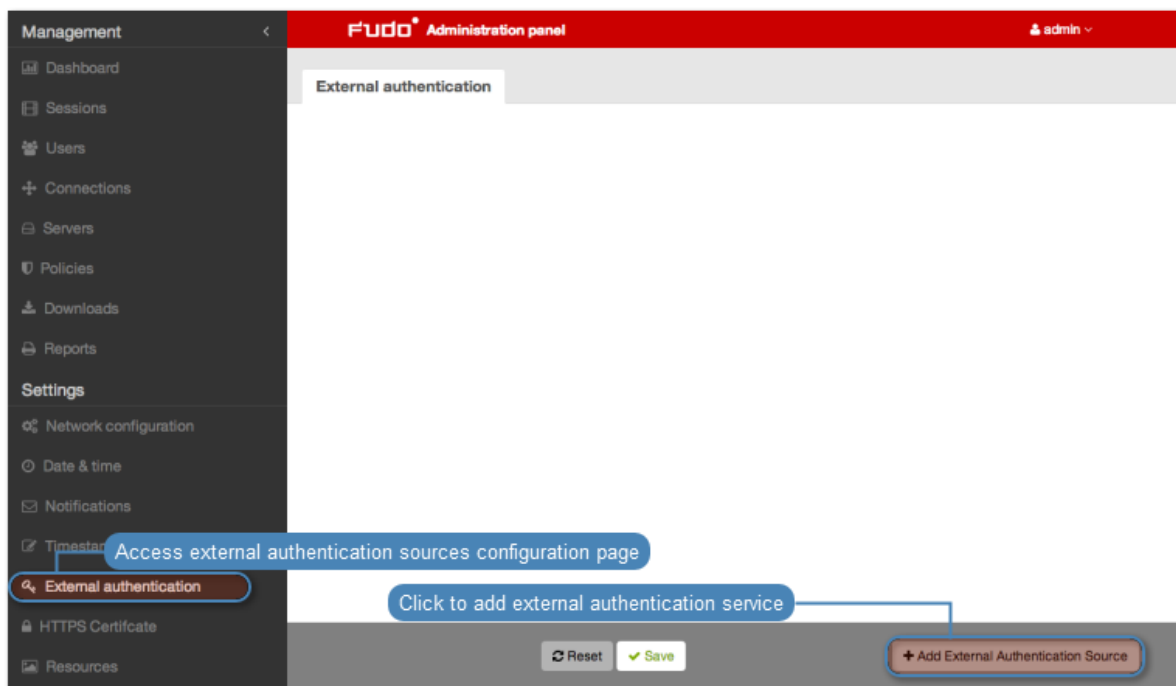 Management
FUDO Administration panel
admin
Dashboard
External authentication
Sessions
Users
Connections
Servers
Policies
Downloads
Reports
Settings
Network configuration
Date & time
Notifications
Access external authentication sources configuration page
External authentication
Click to add external authentication service
HTTPS Certifcate
Reset
Save
+ Add External Authentication Source
Resources